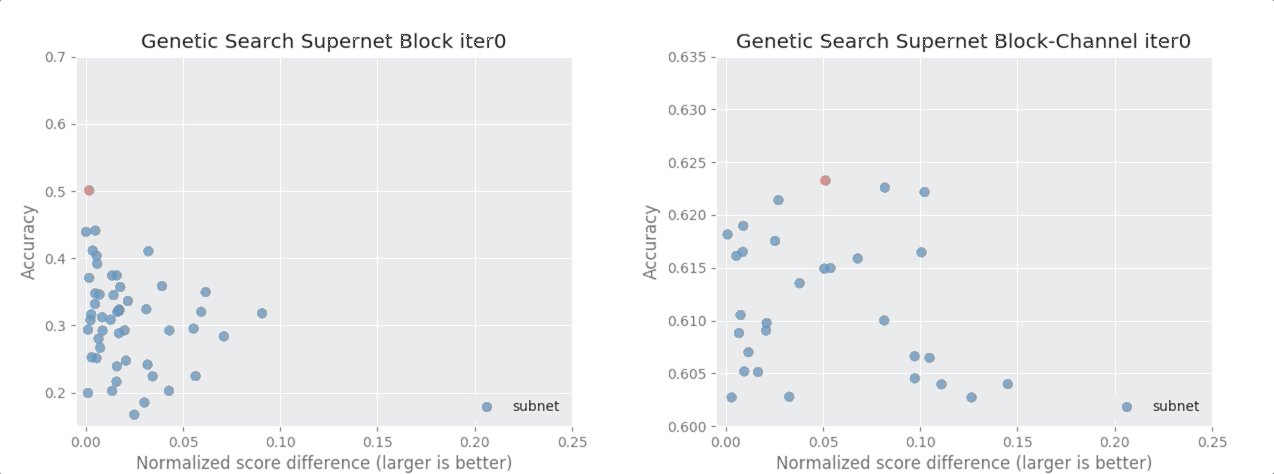 Genetic Search Supernet Block iter0
0.7
0.6
0.5
0.4
0.3
0.2
Accuracy
subnet
0.00 0.05 0.10 0.15 0.20 0.25
Normalized score difference (larger is better)
Genetic Search Supernet Block-Channel iter0
0.635
0.630
0.625
0.620
0.615
0.610
0.605
0.600
Accuracy
subnet
0.00 0.05 0.10 0.15 0.20 0.25
Normalized score difference (larger is better)